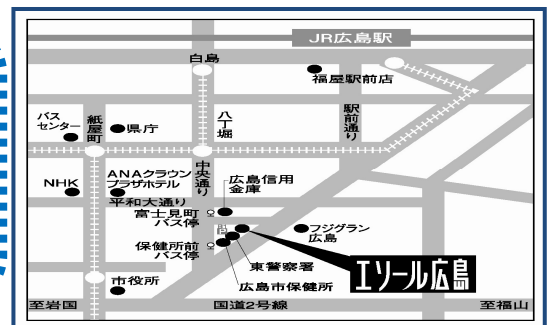 JR広島駅
白島
福屋駅前店
バス
センター
紙屋町
県庁
八丁堀
駅前通り
NHK
ANAクラウン
プラザホテル
中央通り
広島信用
金庫
平和大通り
富士見町
バス停
フジグラン
広島
保健所前
バス停
東警察署
エソール広島
市役所
広島市保健所
至岩国
国道2号線
至福山